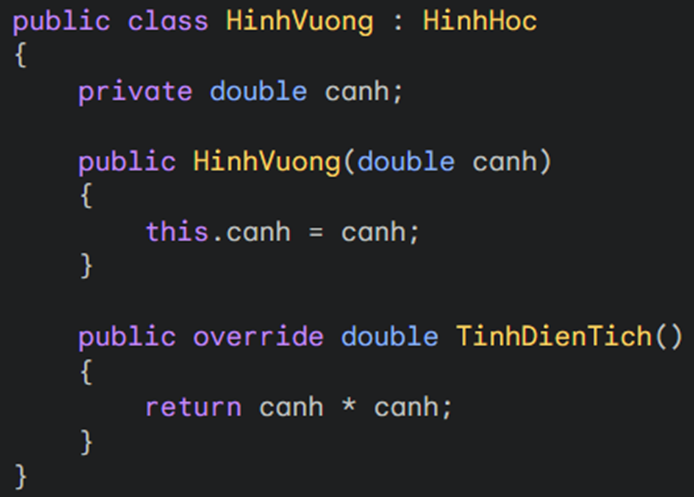 public class HinhVuong : HinhHoc
{
    private double canh;

    public HinhVuong(double canh)
    {
        this.canh = canh;
    }

    public override double TinhDienTich()
    {
        return canh * canh;
    }
}